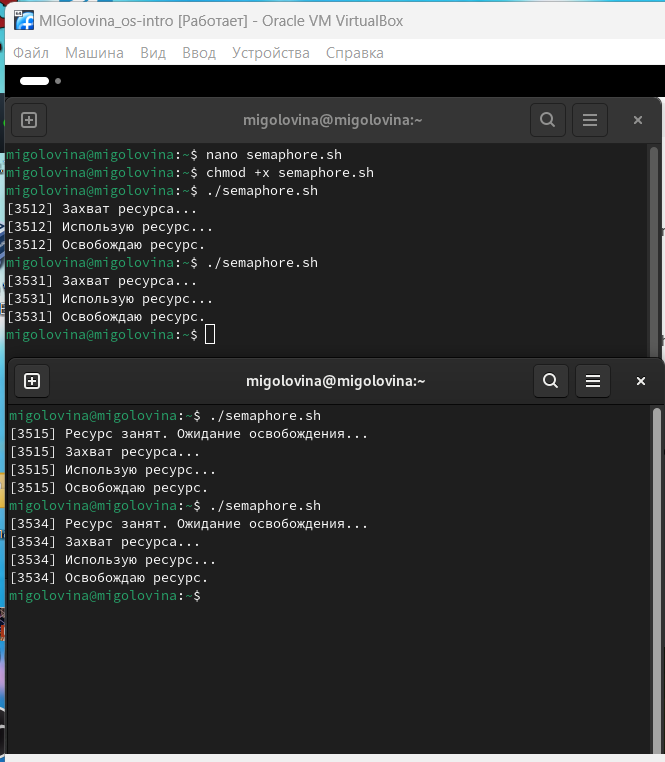 MIGolovina_os-intro [Работает] - Oracle VM VirtualBox
Файл Машина Вид Ввод Устройства Справка
migolovina@migolovina:~
migolovina@migolovina:~$ nano semaphore.sh
migolovina@migolovina:~$ chmod +x semaphore.sh
migolovina@migolovina:~$ ./semaphore.sh
[3512] Захват ресурса...
[3512] Использую ресурс...
[3512] Освобождаю ресурс.
migolovina@migolovina:~$ ./semaphore.sh
[3531] Захват ресурса...
[3531] Использую ресурс...
[3531] Освобождаю ресурс.
migolovina@migolovina:~$
migolovina@migolovina:~
migolovina@migolovina:~$ ./semaphore.sh
[3515] Ресурс занят. Ожидание освобождения...
[3515] Захват ресурса...
[3515] Использую ресурс...
[3515] Освобождаю ресурс.
migolovina@migolovina:~$ ./semaphore.sh
[3534] Ресурс занят. Ожидание освобождения...
[3534] Захват ресурса...
[3534] Использую ресурс...
[3534] Освобождаю ресурс.
migolovina@migolovina:~$